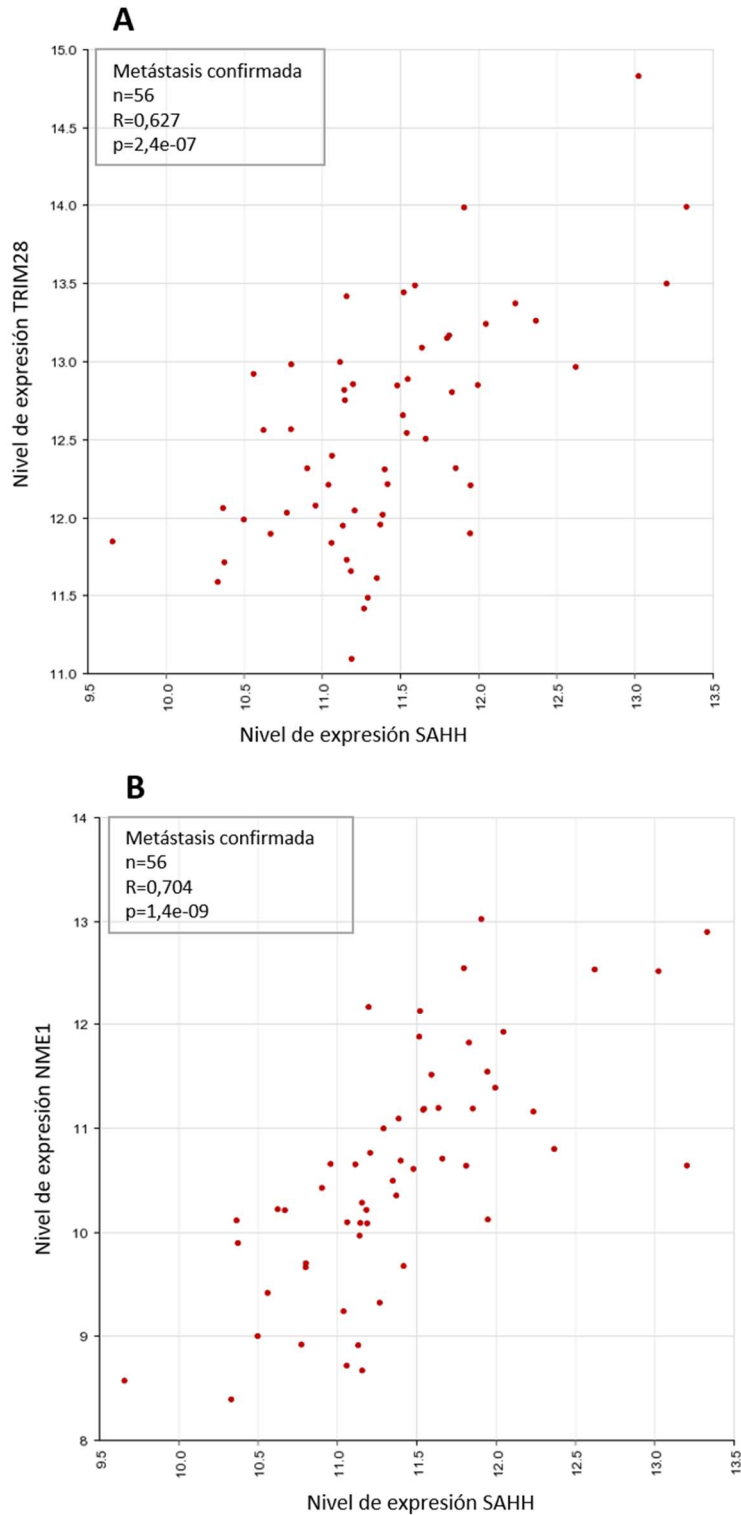 A
Metástasis confirmada
n=56
R=0,627
p=2,4e-07
Nivel de expresión TRIM28
15.0
14.5
14.0
13.5
13.0
12.5
12.0
11.5
11.0
9.5 10.0 10.5 11.0 11.5 12.0 12.5 13.0 13.5
Nivel de expresión SAHH
B
Metástasis confirmada
n=56
R=0,704
p=1,4e-09
Nivel de expresión NME1
14
13
12
11
10
9
8
9.5 10.0 10.5 11.0 11.5 12.0 12.5 13.0 13.5
Nivel de expresión SAHH